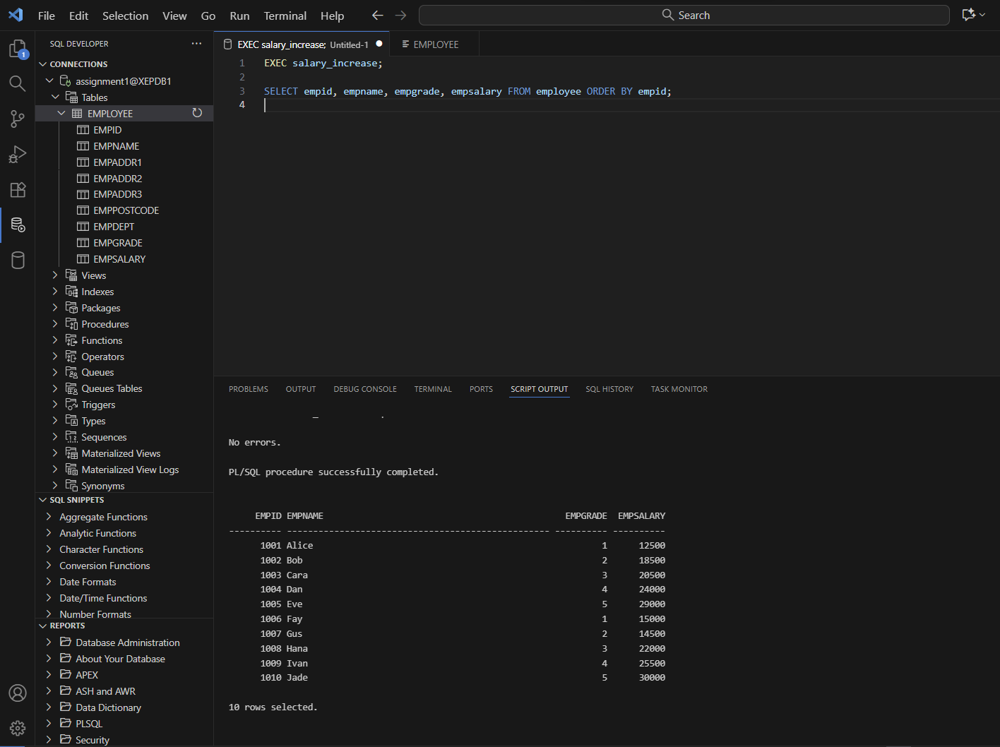 File Edit Selection View Go Run Terminal Help Search
SQL DEVELOPER
EXEC salary_increase; Untitled-1
EMPLOYEE
CONNECTIONS
assignment1@XEPDB1
Tables
EMPLOYEE
EMPID
EMPNAME
EMPADDR1
EMPADDR2
EMPADDR3
EMPPOSTCODE
EMPDEPT
EMPGRADE
EMPSALARY
Views
Indexes
Packages
Procedures
Functions
Operators
Queues
Queues Tables
Triggers
Types
Sequences
Materialized Views
Materialized View Logs
Synonyms
SQL SNIPPETS
Aggregate Functions
Analytic Functions
Character Functions
Conversion Functions
Date Formats
Date/Time Functions
Number Formats
REPORTS
Database Administration
About Your Database
APEX
ASH and AWR
Data Dictionary
PLSQL
Security
1
1 EXEC salary_increase;
2
3 SELECT empid, empname, empgrade, empsalary FROM employee ORDER BY empid;
4
PROBLEMS OUTPUT DEBUG CONSOLE TERMINAL PORTS SCRIPT OUTPUT SQL HISTORY TASK MONITOR
No errors.
PL/SQL procedure successfully completed.
EMPID EMPNAME EMPGRADE EMPSALARY
---------- -------------------------------------------------- ---------- ----------
1001 Alice 1 12500
1002 Bob 2 18500
1003 Cara 3 20500
1004 Dan 4 24000
1005 Eve 5 29000
1006 Fay 1 15000
1007 Gus 2 14500
1008 Hana 3 22000
1009 Ivan 4 25500
1010 Jade 5 30000
10 rows selected.